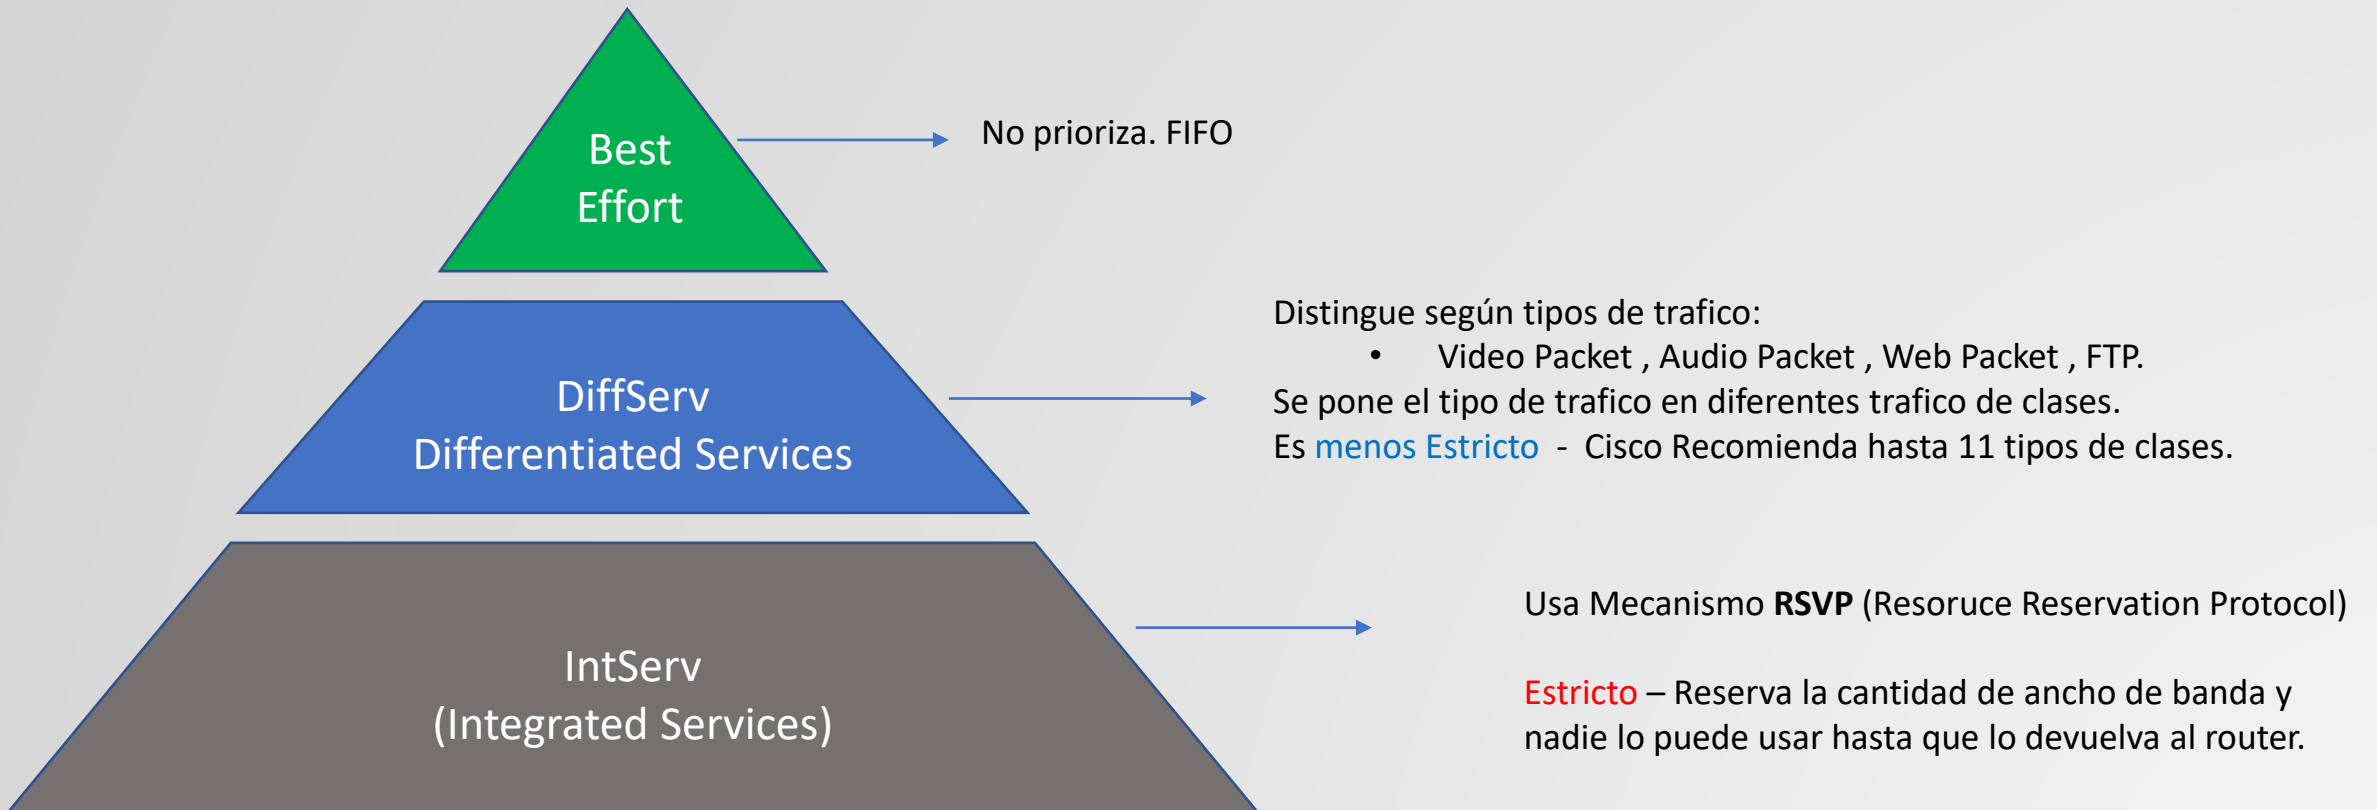 Best
Effort
No prioriza. FIFO
DiffServ
Differentiated Services
Distingue según tipos de trafico:
• Video Packet , Audio Packet , Web Packet , FTP.
Se pone el tipo de trafico en diferentes trafico de clases.
Es menos Estricto - Cisco Recomienda hasta 11 tipos de clases.
IntServ
(Integrated Services)
Usa Mecanismo RSVP (Resoruce Reservation Protocol)
Estricto – Reserva la cantidad de ancho de banda y
nadie lo puede usar hasta que lo devuelva al router.